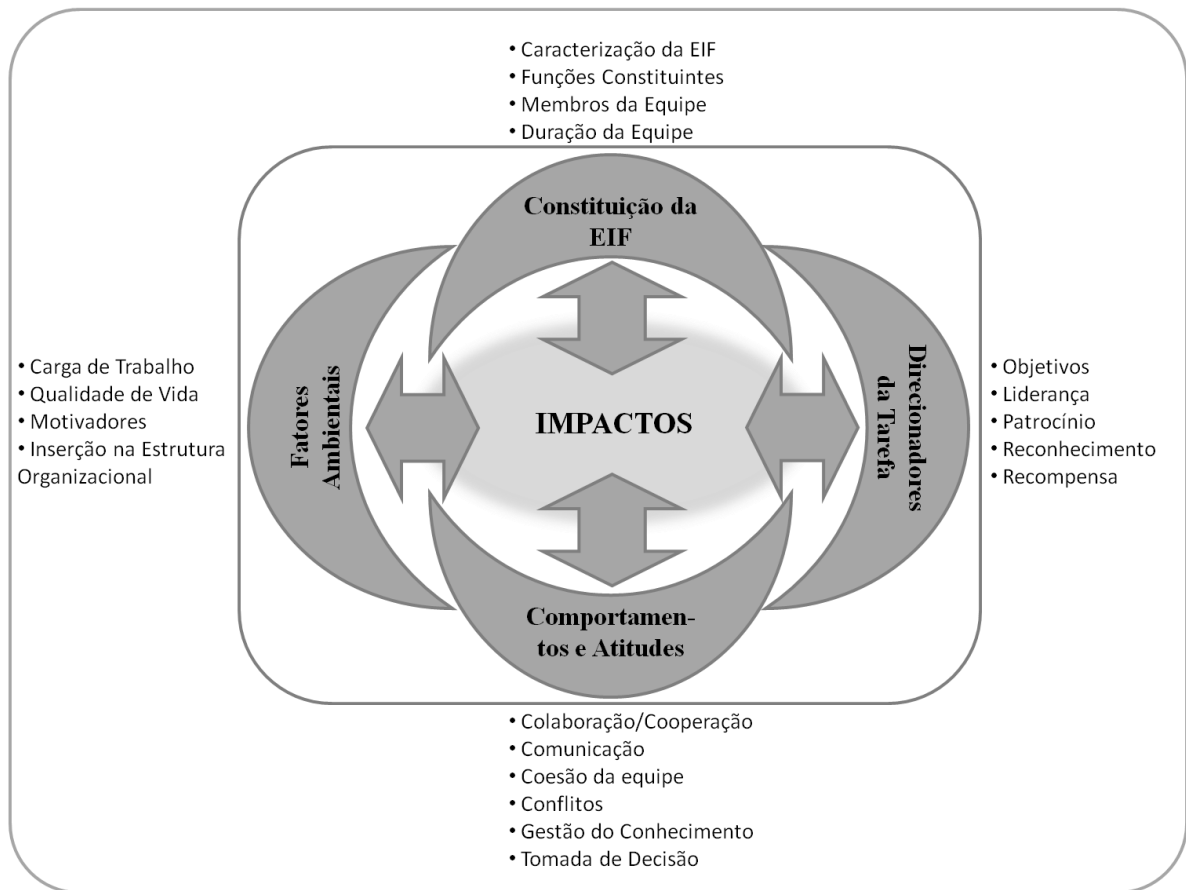 • Caracterização da EIF
• Funções Constituintes
• Membros da Equipe
• Duração da Equipe
Constituição da
EIF
• Carga de Trabalho
• Qualidade de Vida
• Motivadores
• Inserção na Estrutura
Organizacional
Fatores
Ambientais
IMPACTOS
Direcionadores
da Tarefa
• Objetivos
• Liderança
• Patrocínio
• Reconhecimento
• Recompensa
Comportamen-
tos e Atitudes
• Colaboração/Cooperação
• Comunicação
• Coesão da equipe
• Conflitos
• Gestão do Conhecimento
• Tomada de Decisão